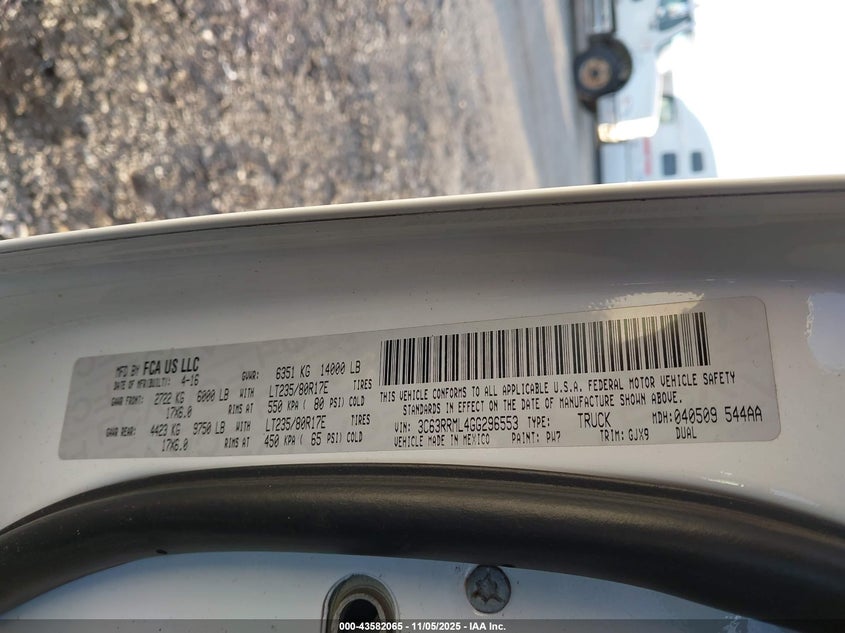 MFD BY FCA US LLC
DATE OF MFR(BUILT): 4-16 GVWR: 6351 KG 14000 LB
GAWR FRONT: 2722 KG 6000 LB WITH LT235/80R17E TIRES
17X6.0 RIMS AT 550 KPA ( 80 PSI) COLD
GAWR REAR: 4423 KG 9750 LB WITH LT235/80R17E TIRES
17X6.0 RIMS AT 450 KPA ( 65 PSI) COLD
THIS VEHICLE CONFORMS TO ALL APPLICABLE U.S.A. FEDERAL MOTOR VEHICLE SAFETY
STANDARDS IN EFFECT ON THE DATE OF MANUFACTURE SHOWN ABOVE.
VIN: 3C63RRML4GG296553 TYPE: TRUCK MDH: 040509 544AA
VEHICLE MADE IN MEXICO PAINT: PW7 TRIM: GJX9 DUAL
000-43582065 - 11/05/2025 - IAA Inc.